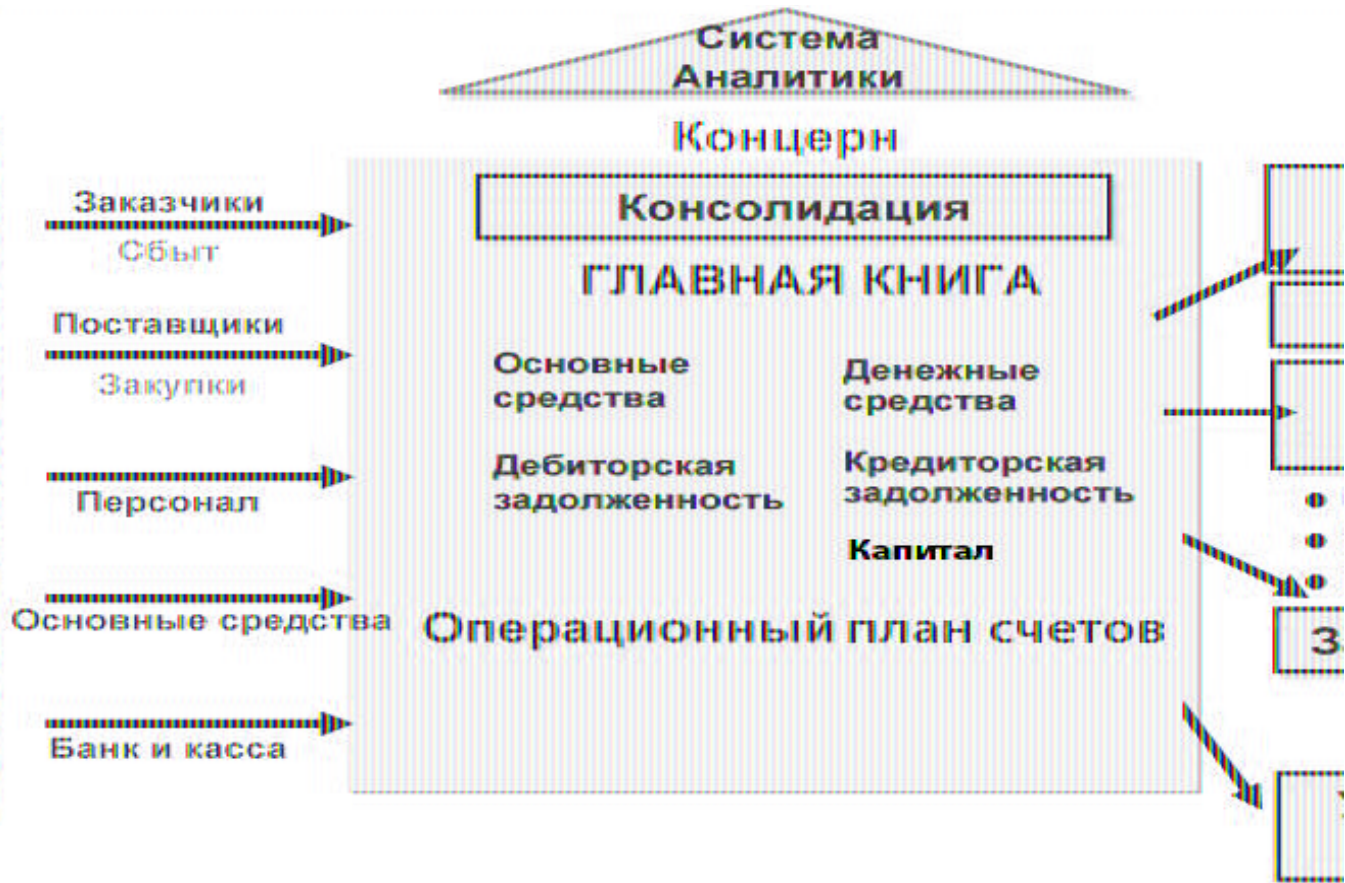 Система
Аналитики
Концерн
Консолидация
ГЛАВНАЯ КНИГА
Заказчики
Сбыт
Поставщики
Закупки
Персонал
Основные средства
Банк и касса
Основные
средства
Денежные
средства
Дебиторская
задолженность
Кредиторская
задолженность
Капитал
Операционный план счетов